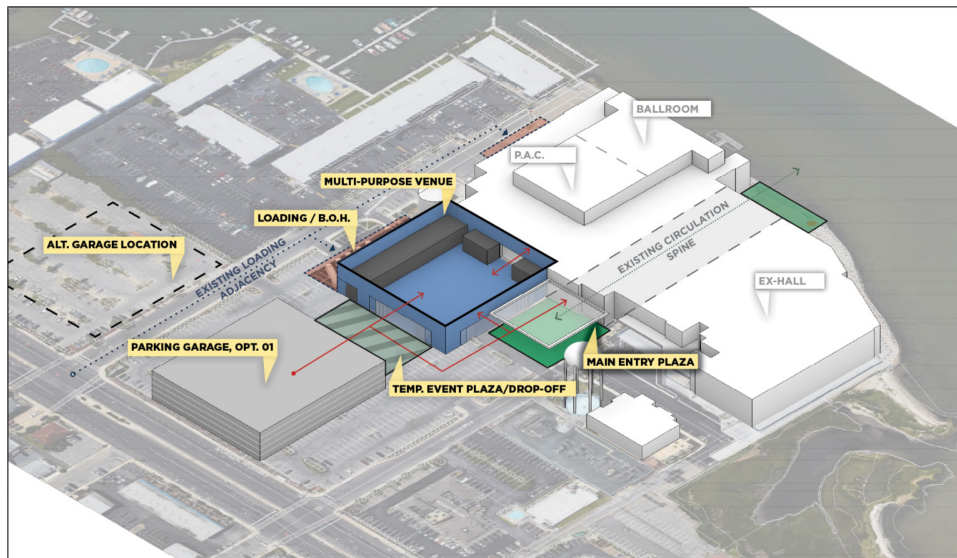 BALLROOM
P.A.C.
MULTI-PURPOSE VENUE
LOADING / B.O.H.
ALT. GARAGE LOCATION
EXISTING LOADING
ADJACENCY
EXISTING CIRCULATION
SPINE
EX-HALL
PARKING GARAGE, OPT. 01
MAIN ENTRY PLAZA
TEMP. EVENT PLAZA/DROP-OFF